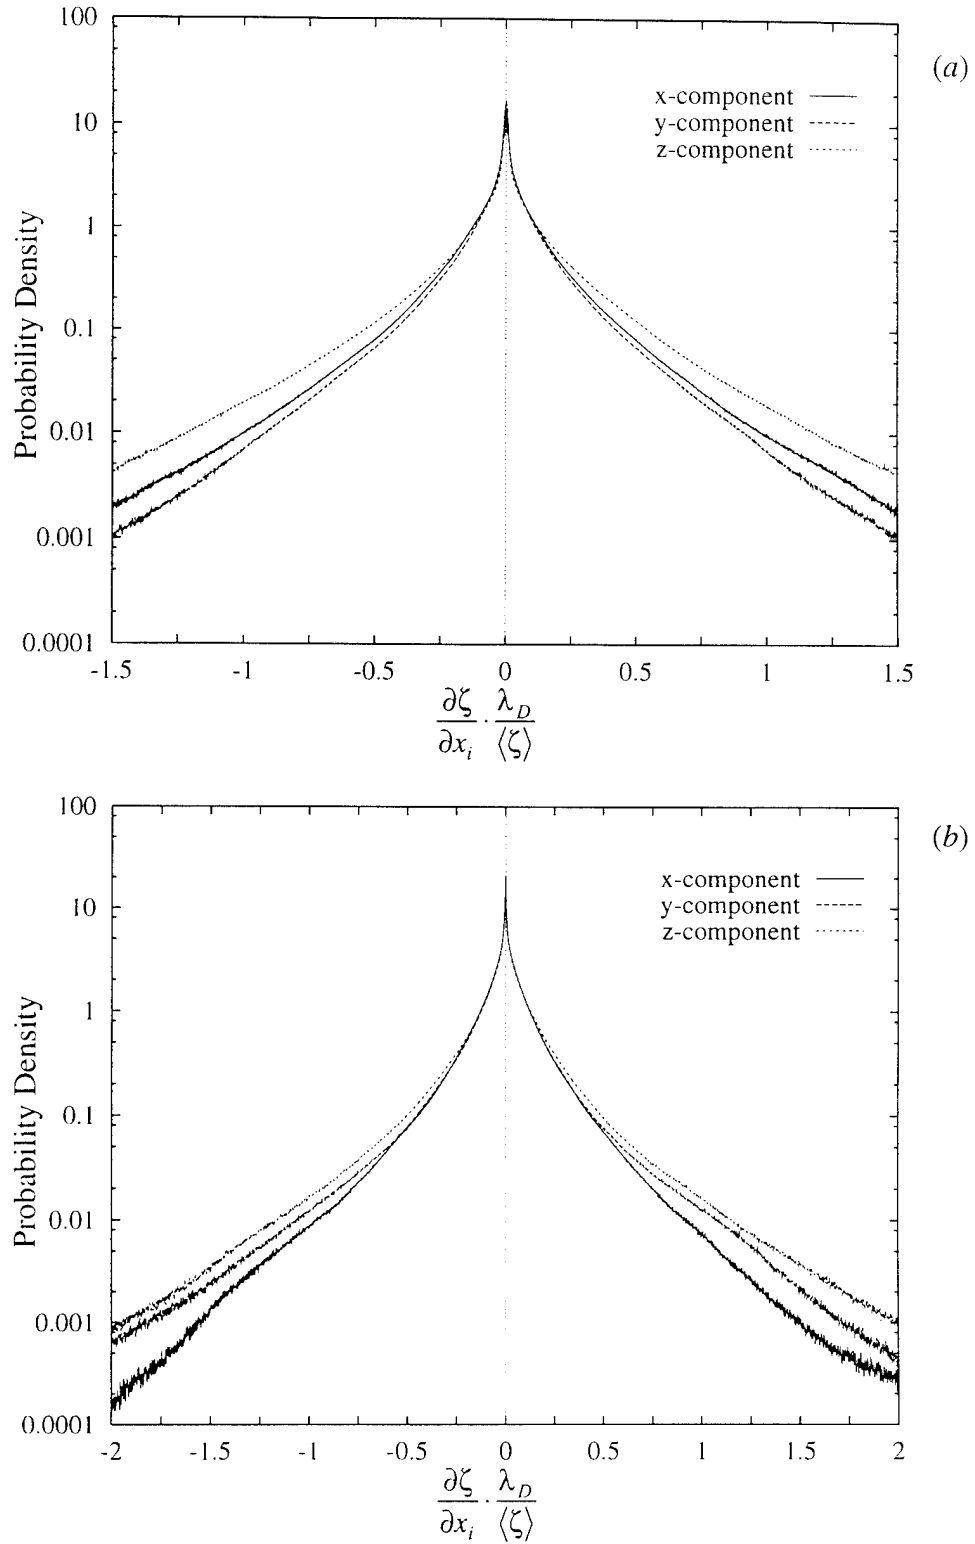 (a)
100
10
1
0.1
0.01
0.001
0.0001
Probability Density
x-component
y-component
z-component
-1.5 -1 -0.5 0 0.5 1 1.5
∂ζ/∂x_i · λ_D/⟨ζ⟩
(b)
100
10
1
0.1
0.01
0.001
0.0001
Probability Density
x-component
y-component
z-component
-2 -1.5 -1 -0.5 0 0.5 1 1.5 2
∂ζ/∂x_i · λ_D/⟨ζ⟩